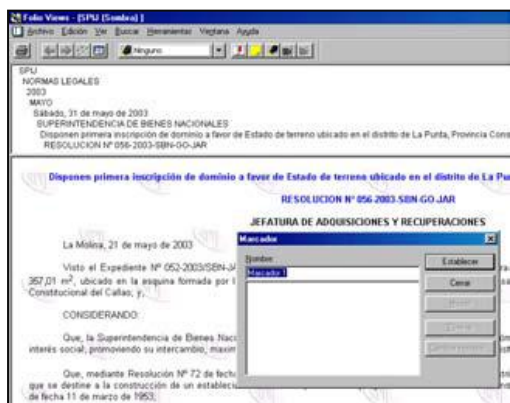 Folio Views - [SPIJ (Sombra) ]
Archivo Edición Ver Buscar Herramientas Ventana Ayuda
Ninguno
SPIJ
NORMAS LEGALES
2003
MAYO
Sábado, 31 de mayo de 2003
SUPERINTENDENCIA DE BIENES NACIONALES
Disponen primera inscripción de dominio a favor de Estado de terreno ubicado en el distrito de La Punta, Provincia Cons
RESOLUCION Nº 056-2003-SBN-GO-JAR
Disponen primera inscripción de dominio a favor de Estado de terreno ubicado en el distrito de La Pu
RESOLUCION Nº 056-2003-SBN-GO-JAR
JEFATURA DE ADQUISICIONES Y RECUPERACIONES
La Molina, 21 de mayo de 2003
Marcador
Nombre:
Marcador 1
Establecer
Cerrar
Visto el Expediente Nº 052-2003/SBN-JA
357,01 m², ubicado en la esquina formada por l
Constitucional del Callao; y,
CONSIDERANDO:
Que, la Superintendencia de Bienes Naci
interés social, promoviendo su intercambio, maxim
Que, mediante Resolución Nº 72 de fech
que se destine a la construcción de un estableci
de fecha 11 de marzo de 1953;